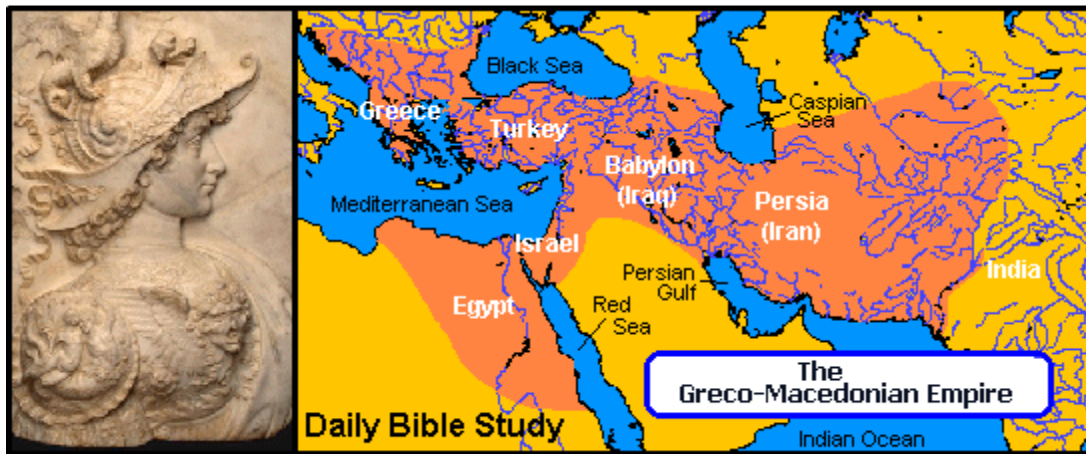 Black Sea
Greece
Turkey
Caspian
Sea
Babylon
(Iraq)
Mediterranean Sea
Persia
(Iran)
Israel
India
Persian
Gulf
Egypt
Red
Sea
The
Greco-Macedonian Empire
Daily Bible Study
Indian Ocean